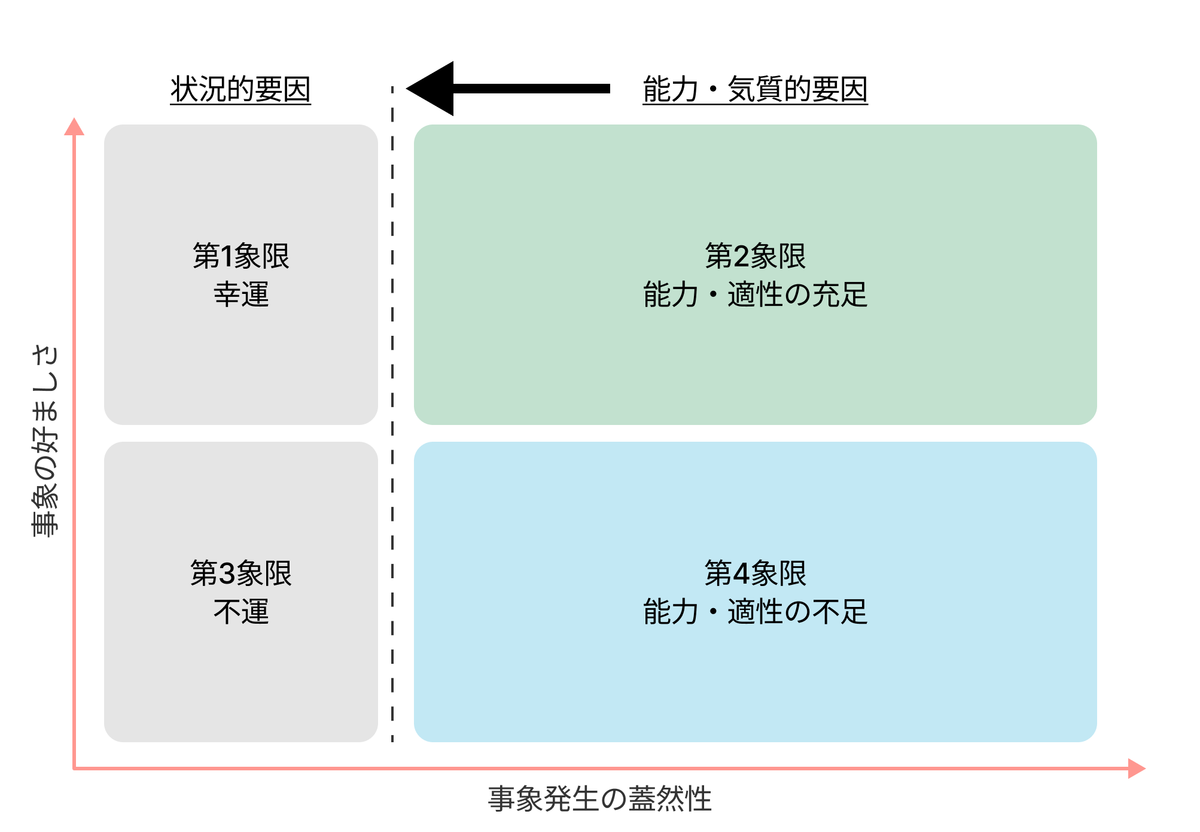 状況的要因
能力・気質的要因
第1象限
幸運
第2象限
能力・適性の充足
事象の好ましさ
第3象限
不運
第4象限
能力・適性の不足
事象発生の蓋然性